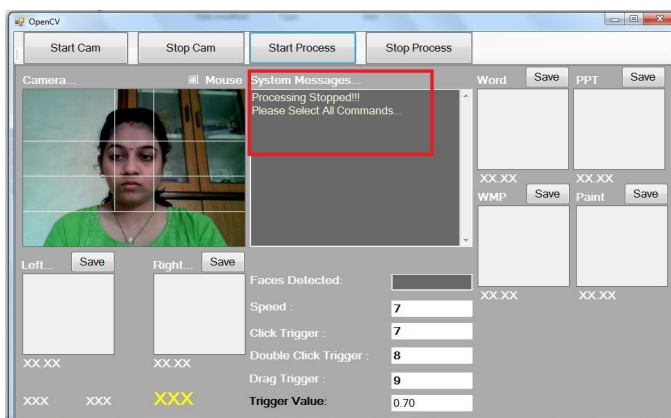 OpenCV
Start Cam Stop Cam Start Process Stop Process
Camera... Mouse System Messages... Word Save PPT Save
Processing Stopped!!!
Please Select All Commands...
XX.XX XX.XX
WMP Save Paint Save
Left... Save Right... Save
Faces Detected:
XX.XX XX.XX
Speed : 7
Click Trigger : 7
Double Click Trigger : 8
XX.XX XX.XX
Drag Trigger : 9
XXX XXX XXX
Trigger Value: 0.70